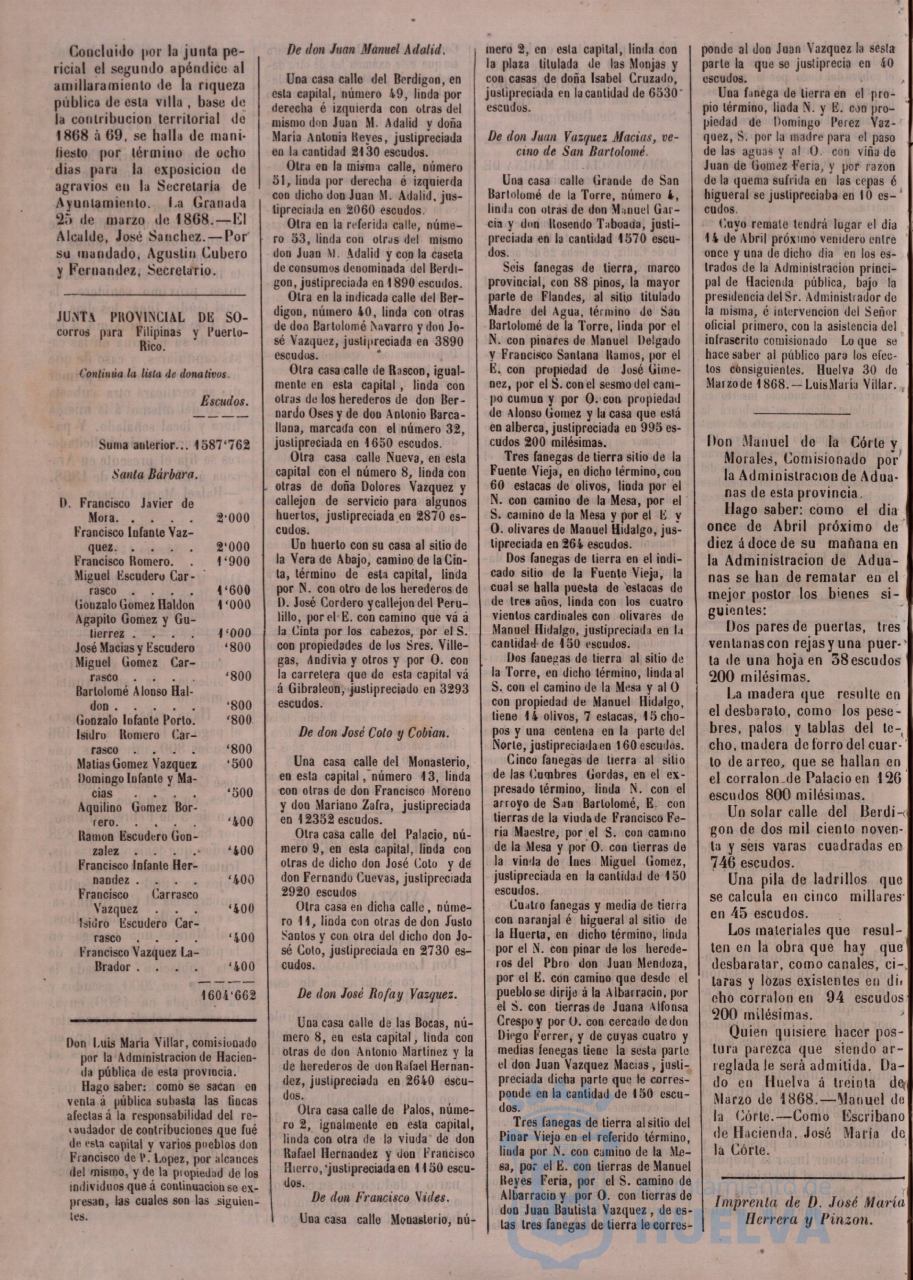 Concluido por la junta pe-
ricial el segundo apéndice al
amillaramiento de la riqueza
pública de esta villa, base de
la contribucion territorial de
1868 á 69, se halla de mani-
fiesto por término de ocho
dias para la exposicion de
agravios en la Secretaría de
Ayuntamiento. La Granada
25 de marzo de 1868.—El
Alcalde, José Sanchez.—Por
su mandado, Agustin Cubero
y Fernandez, Secretario.
JUNTA PROVINCIAL DE SO-
corros para Filipinas y Puerto-
Rico.
Continúa la lista de donativos.
Escudos.
Suma anterior... 1587'762
Santa Bárbara.
D. Francisco Javier de
Mora. . . . . 2'000
Francisco Infante Vaz-
quez. . . . . 2'000
Francisco Romero. . 1'900
Miguel Escudero Car-
rasco . . . . 1'600
Gonzalo Gomez Haldon 1'000
Agapito Gomez y Gu-
tierrez . . . . 1'000
José Macias y Escudero '800
Miguel Gomez Car-
rasco . . . . '800
Bartolomé Alonso Hal-
don . . . . . '800
Gonzalo Infante Porto. '800
Isidro Romero Car-
rasco . . . . '800
Matias Gomez Vazquez '500
Domingo Infante y Ma-
cias . . . . '500
Aquilino Gomez Bor-
rero. . . . . '400
Ramon Escudero Gon-
zalez . . . . '400
Francisco Infante Her-
nandez . . . . '400
Francisco Carrasco
Vazquez . . . '400
Isidro Escudero Car-
rasco . . . . '400
Francisco Vazquez La-
Brador . . . . '400
1604'662
Don Luis Maria Villar, comisionado
por la Administracion de Hacien-
da pública de esta provincia.
Hago saber: como se sacan en
venta á pública subasta las fincas
afectas á la responsabilidad del re-
caudador de contribuciones que fué
de esta capital y varios pueblos don
Francisco de P. Lopez, por alcances
del mismo, y de la propiedad de los
individuos que á continuacion se ex-
presan, las cuales son las siguien-
tes.
De don Juan Manuel Adalid.
Una casa calle del Berdigon, en
esta capital, número 49, linda por
derecha é izquierda con otras del
mismo don Juan M. Adalid y doña
Maria Antonia Reyes, justipreciada
en la cantidad 2130 escudos.
Otra en la misma calle, número
51, linda por derecha é izquierda
con dicho don Juan M. Adalid, jus-
tipreciada en 2060 escudos.
Otra en la referida calle, núme-
ro 53, linda con otras del mismo
don Juan M. Adalid y con la caseta
de consumos denominada del Berdi-
gon, justipreciada en 1890 escudos.
Otra en la indicada calle del Ber-
digon, número 40, linda con otras
de don Bartolomé Navarro y don Jo-
sé Vazquez, justipreciada en 3890
escudos.
Otra casa calle de Rascon, igual-
mente en esta capital, linda con
otras de los herederos de don Ber-
nardo Oses y de don Antonio Barca-
llana, marcada con el número 32,
justipreciada en 1650 escudos.
Otra casa calle Nueva, en esta
capital con el número 8, linda con
otras de doña Dolores Vazquez y
callejon de servicio para algunos
huertos, justipreciada en 2870 es-
cudos.
Un huerto con su casa al sitio de
la Vera de Abajo, camino de la Cin-
ta, término de esta capital, linda
por N. con otro de los herederos de
D. José Cordero y callejon del Peru-
lillo, por el E. con camino que vá á
la Cinta por los cabezos, por el S.
con propiedades de los Sres. Ville-
gas, Andivia y otros y por O. con
la carretera que de esta capital vá
á Gibraleon, justipreciado en 3293
escudos.
De don José Coto y Cobian.
Una casa calle del Monasterio,
en esta capital, número 13, linda
con otras de don Francisco Moreno
y don Mariano Zafra, justipreciada
en 12352 escudos.
Otra casa calle del Palacio, nú-
mero 9, en esta capital, linda con
otras de dicho don José Coto y de
don Fernando Cuevas, justipreciada
2920 escudos
Otra casa en dicha calle, núme-
ro 11, linda con otras de don Justo
Santos y con otra del dicho don Jo-
sé Coto, justipreciada en 2730 es-
cudos.
De don José Rofa y Vazquez.
Una casa calle de las Bocas, nú-
mero 8, en esta capital, linda con
otras de don Antonio Martinez y la
de herederos de don Rafael Hernan-
dez, justipreciada en 2640 escu-
dos.
Otra casa calle de Palos, núme-
ro 2, igualmente en esta capital,
linda con otra de la viuda de don
Rafael Hernandez y don Francisco
Hierro, justipreciada en 1150 escu-
dos.
De don Francisco Vides.
Una casa calle Monasterio, nú-
mero 2, en esta capital, linda con
la plaza titulada de las Monjas y
con casas de doña Isabel Cruzado,
justipreciada en la cantidad de 6530
escudos.
De don Juan Vazquez Macias, ve-
cino de San Bartolomé.
Una casa calle Grande de San
Bartolomé de la Torre, número 4,
linda con otras de don Manuel Gar-
cia y don Rosendo Taboada, justi-
preciada en la cantidad 1570 escu-
dos.
Seis fanegas de tierra, marco
provincial, con 88 pinos, la mayor
parte de Flandes, al sitio titulado
Madre del Agua, término de San
Bartolomé de la Torre, linda por el
N. con pinares de Manuel Delgado
y Francisco Santana Ramos, por el
E. con propiedad de José Gime-
nez, por el S. con el sesmo del cam-
po comun y por O. con propiedad
de Alonso Gomez y la casa que está
en alberca, justipreciada en 995 es-
cudos 200 milésimas.
Tres fanegas de tierra sitio de la
Fuente Vieja, en dicho término, con
60 estacas de olivos, linda por el
N. con camino de la Mesa, por el
S. camino de la Mesa y por el E y
O. olivares de Manuel Hidalgo, jus-
tipreciada en 264 escudos.
Dos fanegas de tierra en el indi-
cado sitio de la Fuente Vieja, la
cual se halla puesta de estacas de
de tres años, linda con los cuatro
vientos cardinales con olivares de
Manuel Hidalgo, justipreciada en la
cantidad de 150 escudos.
Dos fanegas de tierra al sitio de
la Torre, en dicho término, linda al
S. con el camino de la Mesa y al O
con propiedad de Manuel Hidalgo,
tiene 14 olivos, 7 estacas, 15 cho-
pos y una centena en la parte del
Norte, justipreciada en 160 escudos.
Cinco fanegas de tierra al sitio
de las Cumbres Gordas, en el ex-
presado término, linda N. con el
arroyo de San Bartolomé, E. con
tierras de la viuda de Francisco Fe-
ria Maestre, por el S. con camino
de la Mesa y por O. con tierras de
la viuda de Ines Miguel Gomez,
justipreciada en la cantidad de 150
escudos.
Cuatro fanegas y media de tierra
con naranjal é higueral al sitio de
la Huerta, en dicho término, linda
por el N. con pinar de los herede-
ros del Pbro don Juan Mendoza,
por el E. con camino que desde el
pueblo se dirije á la Albarracin, por
el S. con tierras de Juana Alfonsa
Crespo y por O. con cercado de don
Diego Ferrer, y de cuyas cuatro y
medias fenegas tiene la sesta parte
el don Juan Vazquez Macias, justi-
preciada dicha parte que le corres-
ponde en la cantidad de 150 escu-
dos.
Tres fanegas de tierra al sitio del
Pinar Viejo en el referido término,
linda por N. con camino de la Me-
sa, por el E. con tierras de Manuel
Reyes Feria, por el S. camino de
Albarracin y por O. con tierras de
don Juan Bautista Vazquez, de es-
tas tres fanegas de tierra le corres-
ponde al don Juan Vazquez la sesta
parte la que se justiprecia en 40
escudos.
Una fanega de tierra en el pro-
pio término, linda N. y E. con pro-
piedad de Domingo Perez Vaz-
quez, S. por la madre para el paso
de las aguas y al O. con viña de
Juan de Gomez Feria, y por razon
de la quema sufrida en las cepas é
higueral se justipreciaba en 10 es-
cudos.
Cuyo remate tendrá lugar el dia
14 de Abril próximo venidero entre
once y una de dicho dia en los es-
trados de la Administracion princi-
pal de Hacienda pública, bajo la
presidencia del Sr. Administrador de
la misma, é intervencion del Señor
oficial primero, con la asistencia del
infrascrito comisionado Lo que se
hace saber al público para los efec-
tos consiguientes. Huelva 30 de
Marzo de 1868.—Luis Maria Villar.
Don Manuel de la Córte y
Morales, Comisionado por
la Administracion de Adua-
nas de esta provincia.
Hago saber: como el dia
once de Abril próximo de
diez á doce de su mañana en
la Administracion de Adua-
nas se han de rematar en el
mejor postor los bienes si-
guientes:
Dos pares de puertas, tres
ventanas con rejas y una puer-
ta de una hoja en 38 escudos
200 milésimas.
La madera que resulte en
el desbarato, como los pese-
bres, palos y tablas del te-
cho, madera de forro del cuar-
to de arreo, que se hallan en
el corralon de Palacio en 126
escudos 800 milésimas.
Un solar calle del Berdi-
gon de dos mil ciento noven-
ta y seis varas cuadradas en
746 escudos.
Una pila de ladrillos que
se calcula en cinco millares
en 45 escudos.
Los materiales que resul-
ten en la obra que hay que
desbaratar, como canales, ci-
taras y lozas existentes en di
cho corralon en 94 escudos
200 milésimas.
Quien quisiere hacer pos-
tura parezca que siendo ar-
reglada le será admitida. Da-
do en Huelva á treinta de
Marzo de 1868.—Manuel de
la Córte.—Como Escribano
de Hacienda, José María de
la Córte.
Imprenta de D. José María
Herrera y Pinzon.
HUELVA